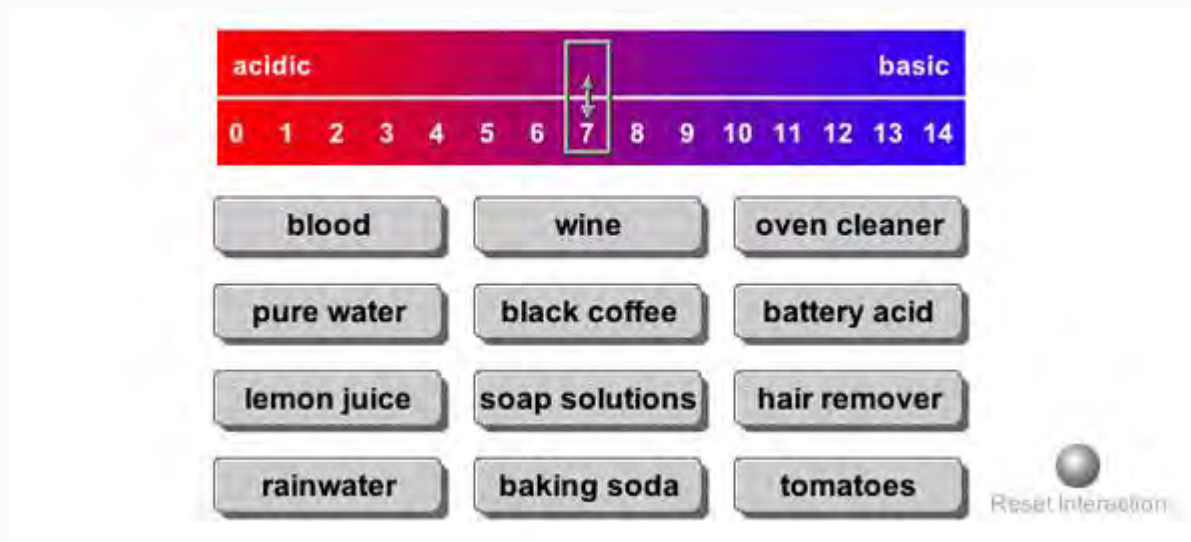 acidic basic
0 1 2 3 4 5 6 7 8 9 10 11 12 13 14
blood wine oven cleaner
pure water black coffee battery acid
lemon juice soap solutions hair remover
rainwater baking soda tomatoes
Reset Interaction